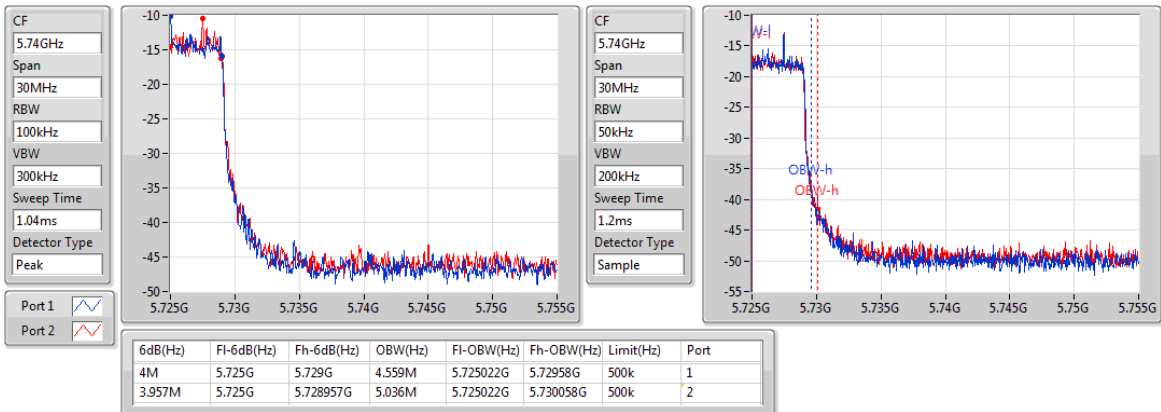 CF
5.74GHz
Span
30MHz
RBW
100kHz
VBW
300kHz
Sweep Time
1.04ms
Detector Type
Peak
Port 1
Port 2
-10
-15
-20
-25
-30
-35
-40
-45
-50
5.725G 5.73G 5.735G 5.74G 5.745G 5.75G 5.755G
CF
5.74GHz
Span
30MHz
RBW
50kHz
VBW
200kHz
Sweep Time
1.2ms
Detector Type
Sample
-10
-15
-20
-25
-30
-35
-40
-45
-50
-55
OBW-h
OBW-h
5.725G 5.73G 5.735G 5.74G 5.745G 5.75G 5.755G
6dB(Hz) Fl-6dB(Hz) Fh-6dB(Hz) OBW(Hz) Fl-OBW(Hz) Fh-OBW(Hz) Limit(Hz) Port
4M 5.725G 5.729G 4.559M 5.725022G 5.72958G 500k 1
3.957M 5.725G 5.728957G 5.036M 5.725022G 5.730058G 500k 2